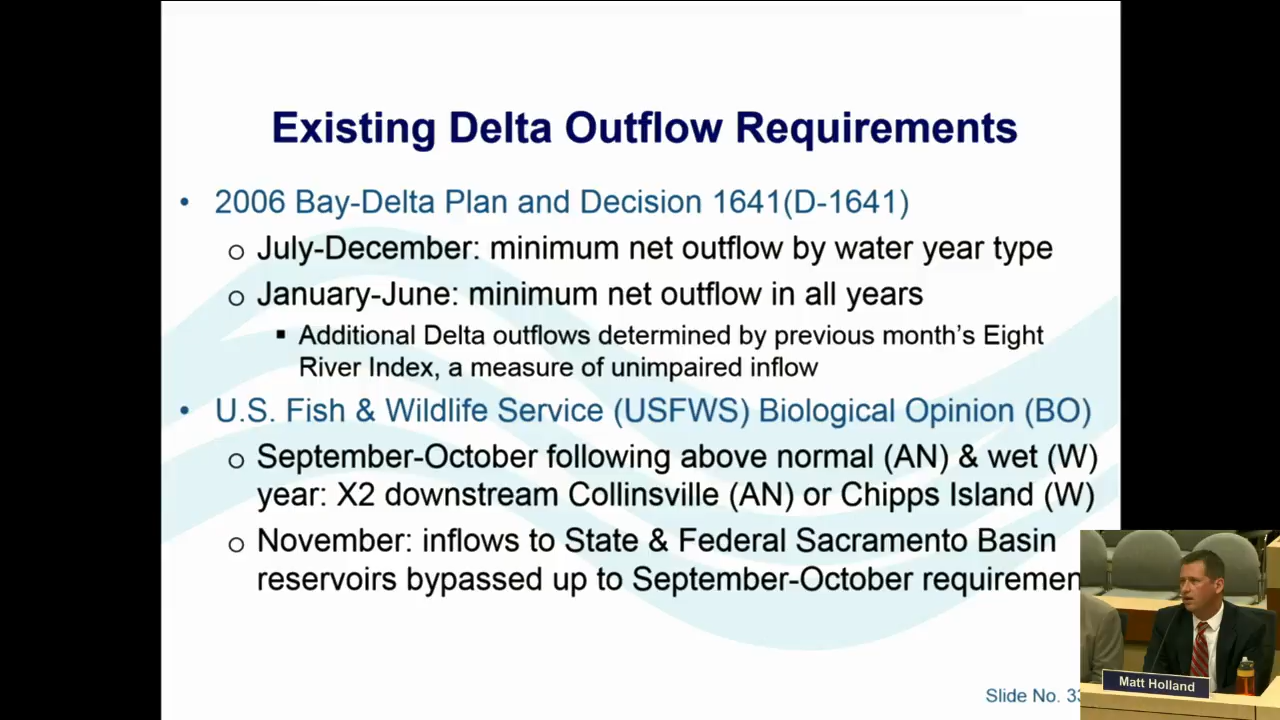 Existing Delta Outflow Requirements
• 2006 Bay-Delta Plan and Decision 1641(D-1641)
o July-December: minimum net outflow by water year type
o January-June: minimum net outflow in all years
▪ Additional Delta outflows determined by previous month's Eight
River Index, a measure of unimpaired inflow
• U.S. Fish & Wildlife Service (USFWS) Biological Opinion (BO)
o September-October following above normal (AN) & wet (W)
year: X2 downstream Collinsville (AN) or Chipps Island (W)
o November: inflows to State & Federal Sacramento Basin
reservoirs bypassed up to September-October requiremen
Matt Holland
Slide No. 33